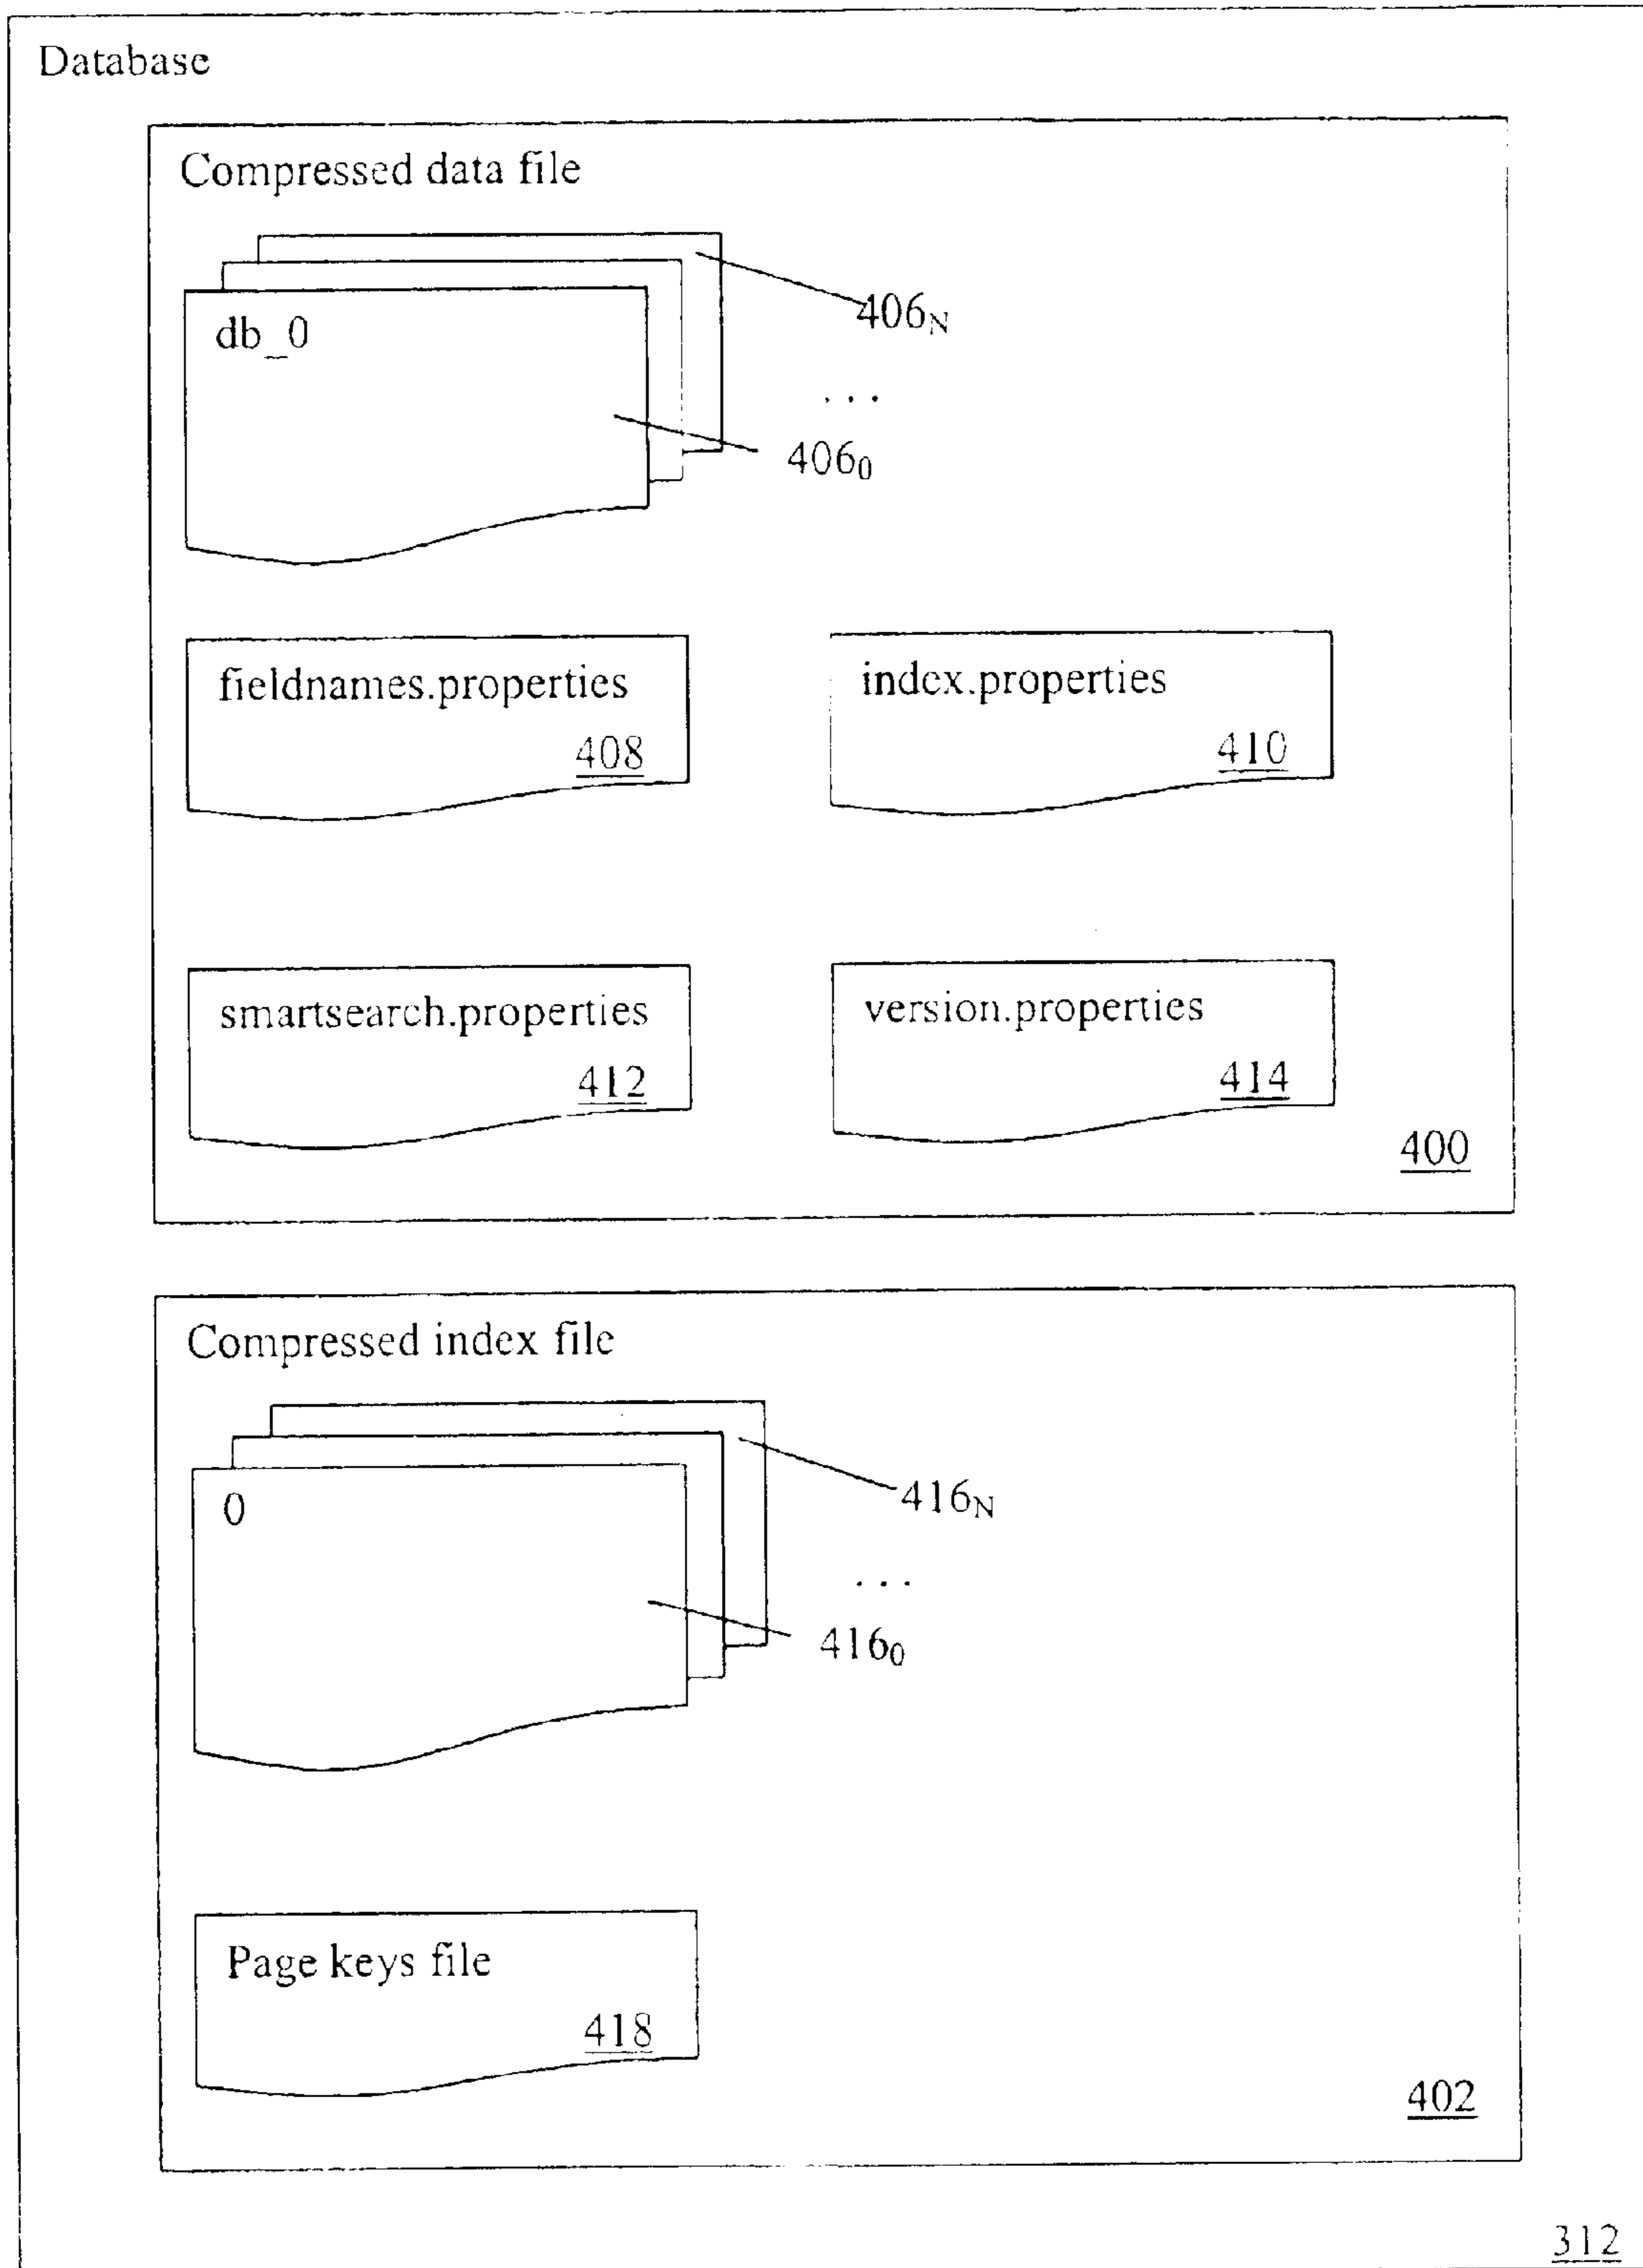 Database
Compressed data file
406N
db_0
. . .
4060
fieldnames.properties
408
index.properties
410
smartsearch.properties
412
version.properties
414
400
Compressed index file
416N
0
. . .
4160
Page keys file
418
402
312